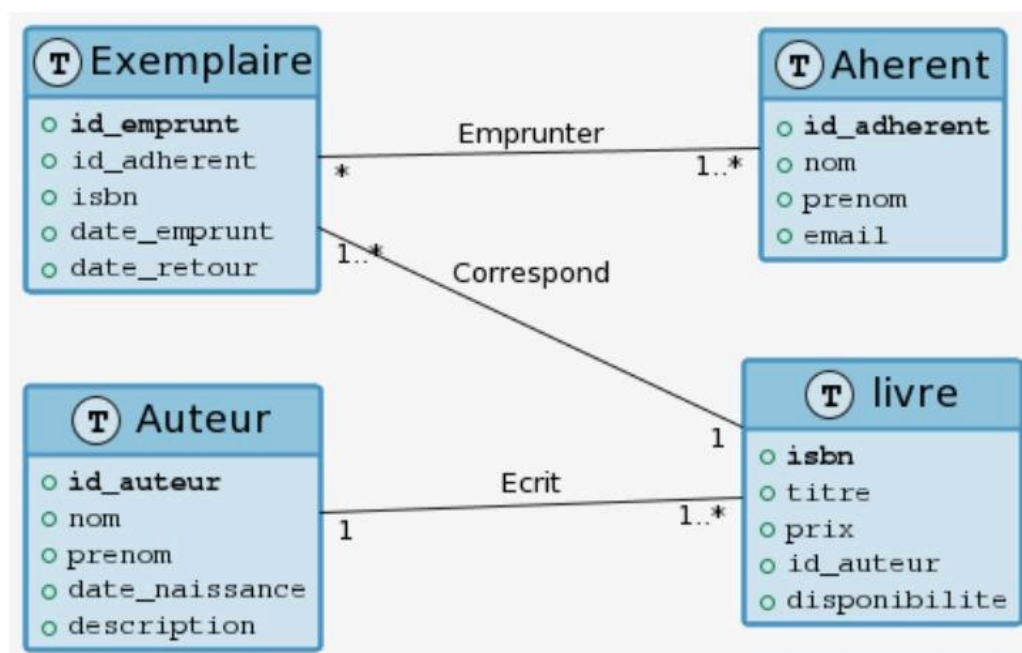 T Exemplaire
id_emprunt
id_adherent
isbn
date_emprunt
date_retour
Emprunter
*
1..*
T Aherent
id_adherent
nom
prenom
email
1..*
Correspond
1
T Auteur
id_auteur
nom
prenom
date_naissance
description
Ecrit
1
1..*
T livre
isbn
titre
prix
id_auteur
disponibilite